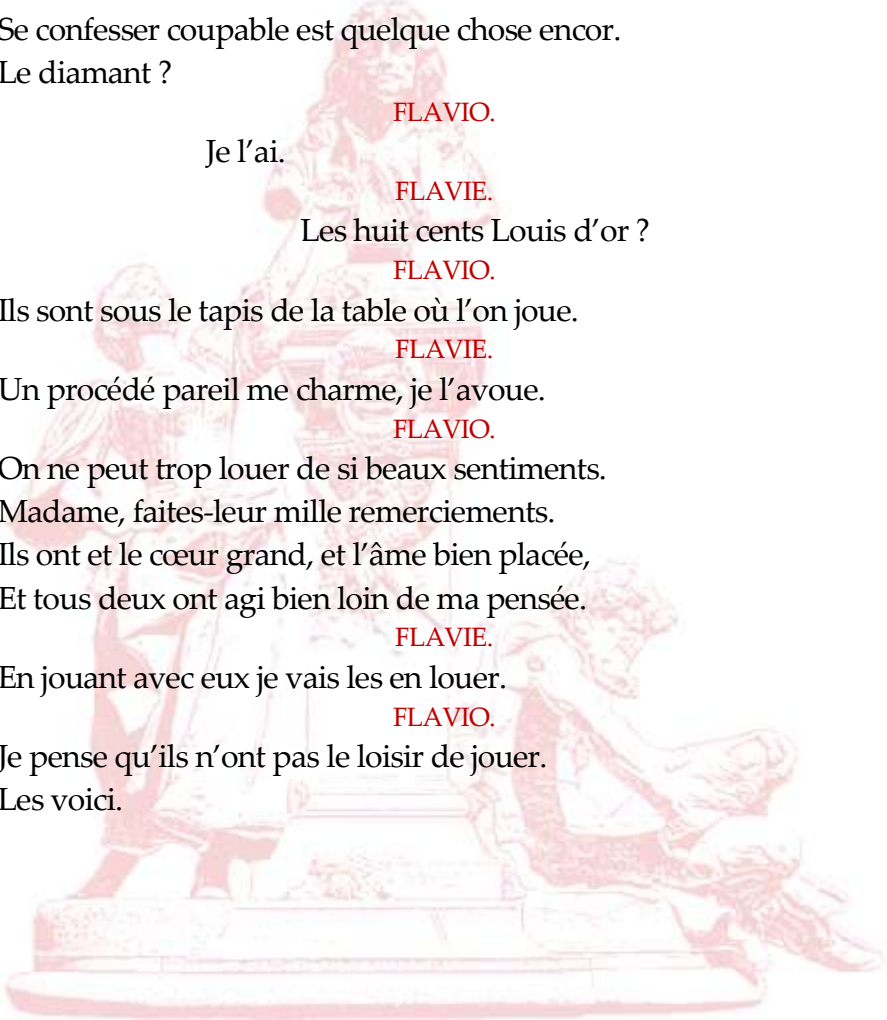 Se confesser coupable est quelque chose encor.
Le diamant ?
FLAVIO.
Je l’ai.
FLAVIE.
Les huit cents Louis d’or ?
FLAVIO.
Ils sont sous le tapis de la table où l’on joue.
FLAVIE.
Un procédé pareil me charme, je l’avoue.
FLAVIO.
On ne peut trop louer de si beaux sentiments.
Madame, faites-leur mille remerciements.
Ils ont et le cœur grand, et l’âme bien placée,
Et tous deux ont agi bien loin de ma pensée.
FLAVIE.
En jouant avec eux je vais les en louer.
FLAVIO.
Je pense qu’ils n’ont pas le loisir de jouer.
Les voici.